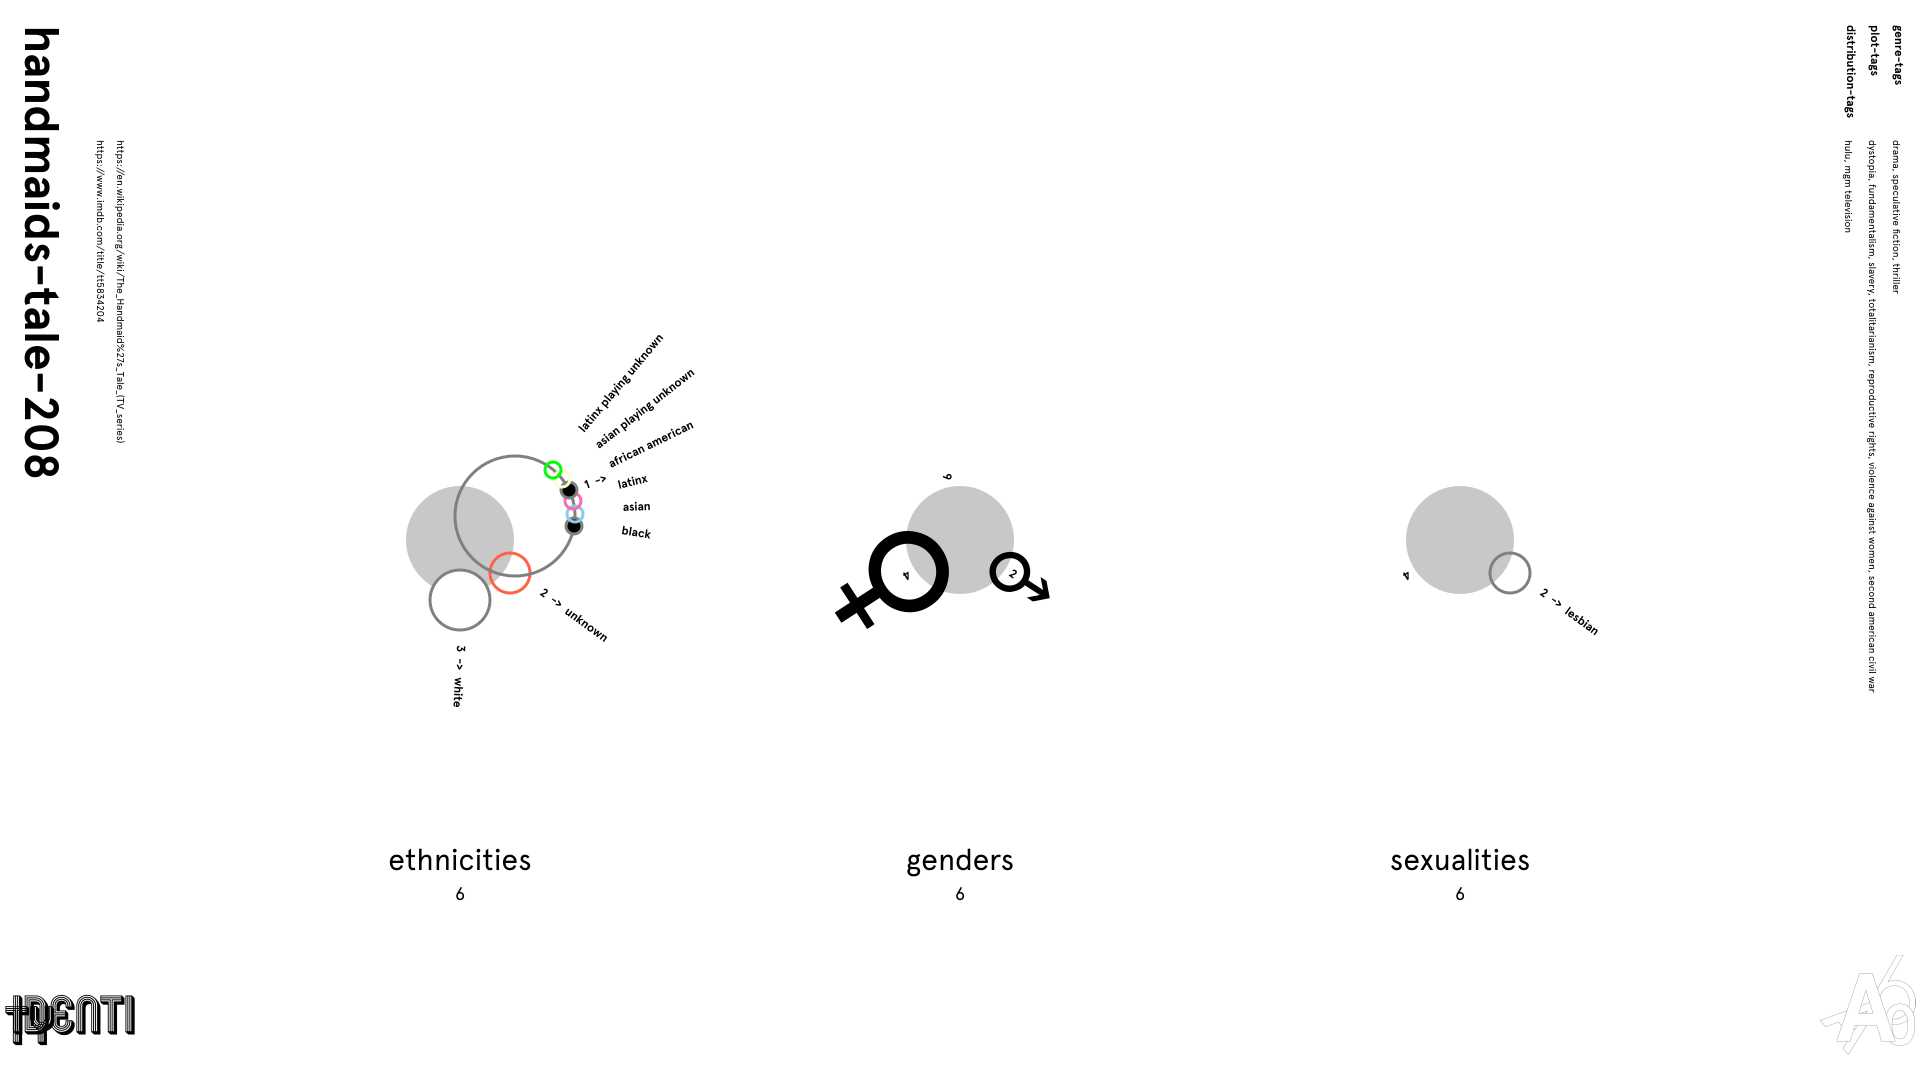 handmaids-tale-208
https://en.wikipedia.org/wiki/The_Handmaid%27s_Tale_(TV_series)
https://www.imdb.com/title/tt5834204
genre-tags
drama, speculative fiction, thriller
plot-tags
dystopia, fundamentalism, slavery, totalitarianism, reproductive rights, violence against women, second american civil war
distribution-tags
hulu, mgm television
latinx playing unknown
asian playing unknown
african american
1 ->
latinx
asian
black
2 -> unknown
3 -> white
ethnicities
6
6
4
2
genders
6
4
2 -> lesbian
sexualities
6
IDENTI